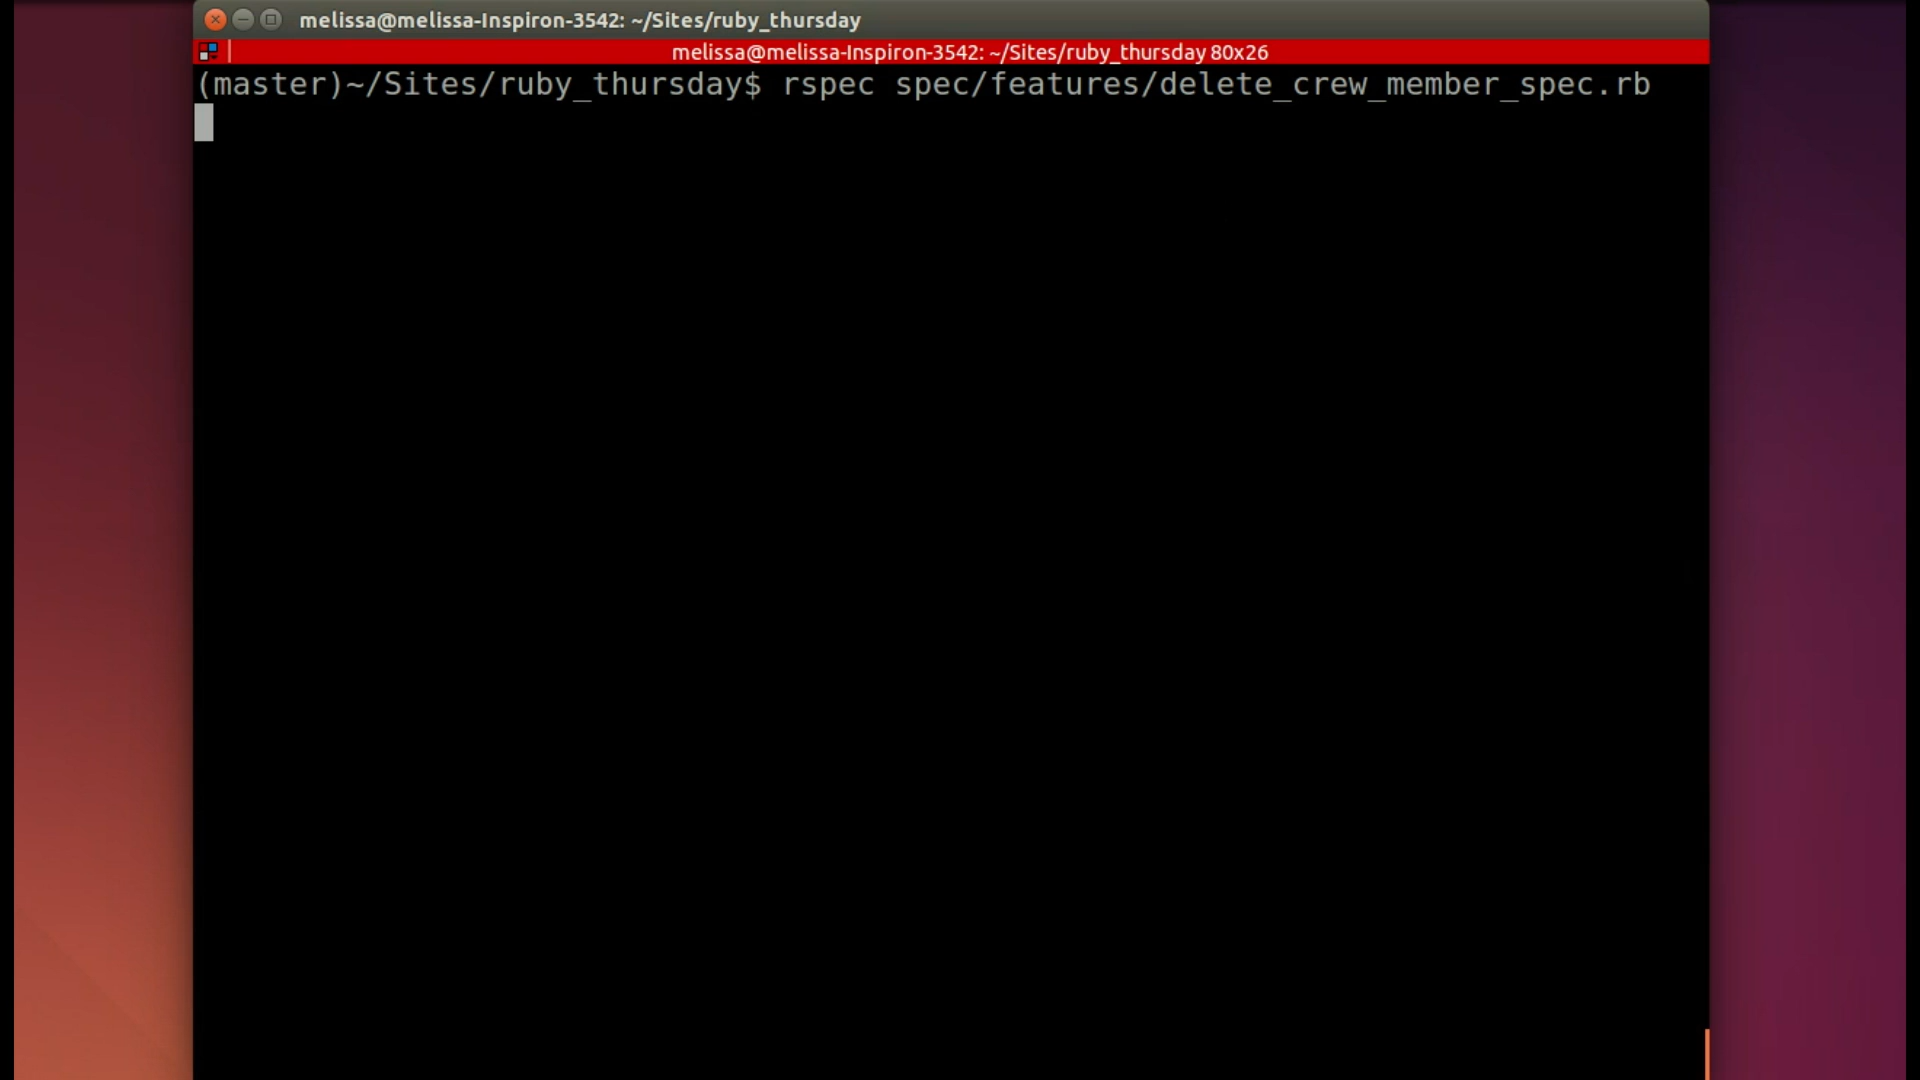 melissa@melissa-Inspiron-3542: ~/Sites/ruby_thursday
melissa@melissa-Inspiron-3542: ~/Sites/ruby_thursday 80x26
(master)~/Sites/ruby_thursday$ rspec spec/features/delete_crew_member_spec.rb